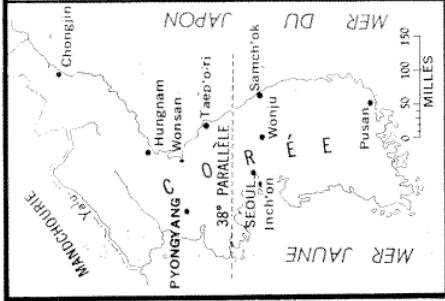 MER DU JAPON
Chongjin
MANDCHOURIE
Yalu
Hungnam
Wonsan
PYONGYANG
Taep'o-ri
38° PARALLÈLE
CORÉE
Samch'ok
SEOUL
Wonju
Inch'on
Pusan
MER JAUNE
0 50 100 150
MILLES